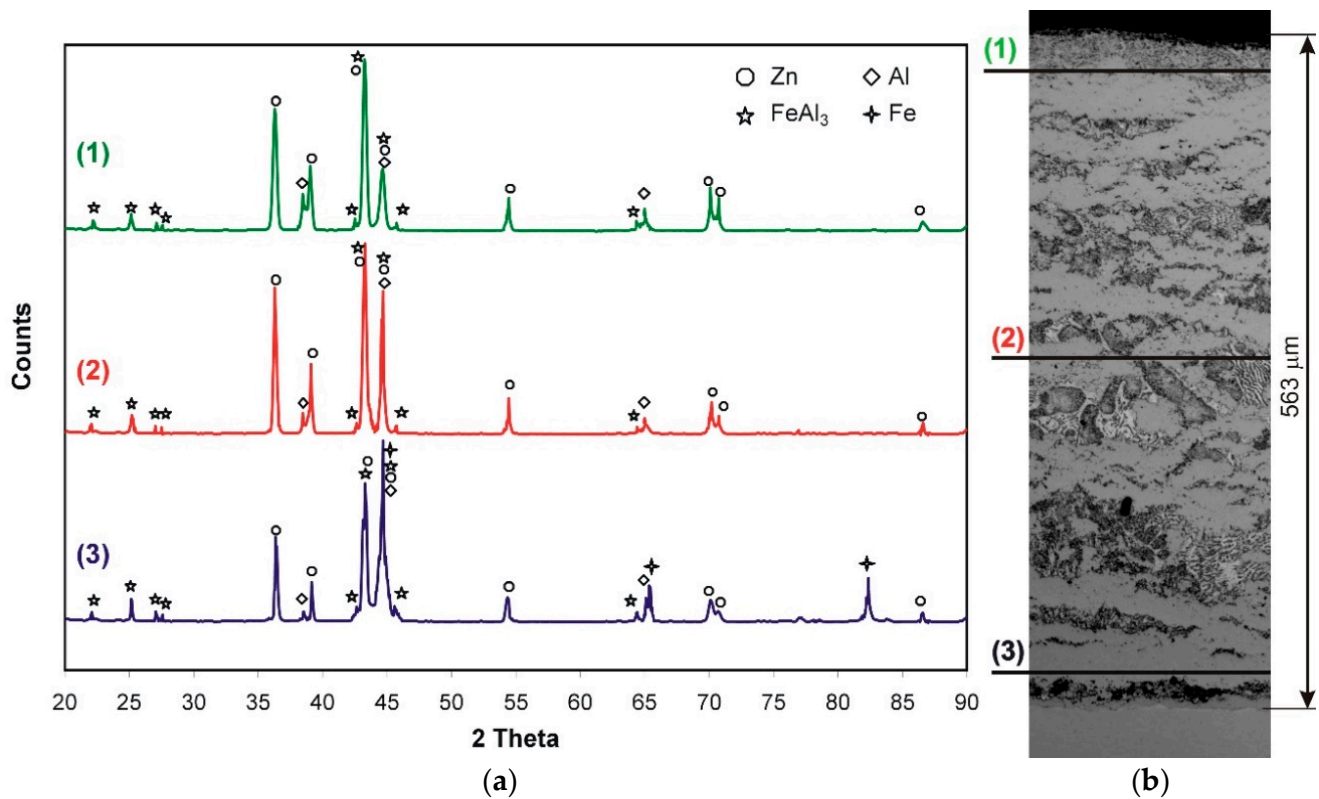 Zn
Al
FeAl₃
Fe
(1)
(2)
(3)
Counts
20 25 30 35 40 45 50 55 60 65 70 75 80 85 90
2 Theta
(a)
(1)
(2)
(3)
563 µm
(b)